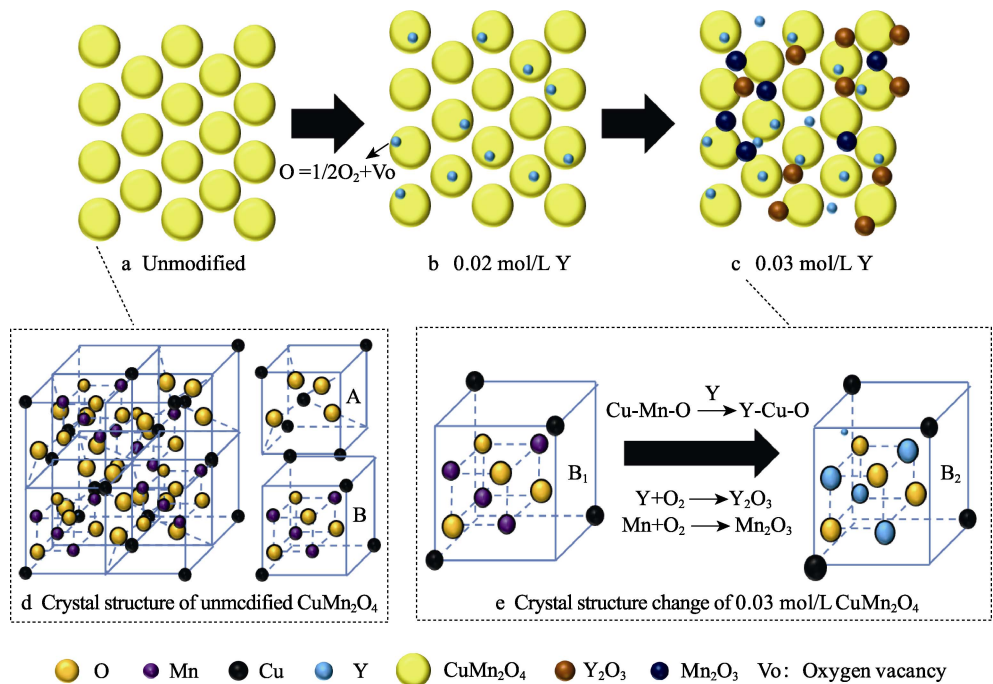 O =1/2O₂+Vo
a Unmodified
b 0.02 mol/L Y
c 0.03 mol/L Y
A
B
d Crystal structure of unmcdified CuMn₂O₄
B₁
Y
Cu-Mn-O → Y-Cu-O
Y+O₂ → Y₂O₃
Mn+O₂ → Mn₂O₃
B₂
e Crystal structure change of 0.03 mol/L CuMn₂O₄
O Mn Cu Y CuMn₂O₄ Y₂O₃ Mn₂O₃ Vo: Oxygen vacancy